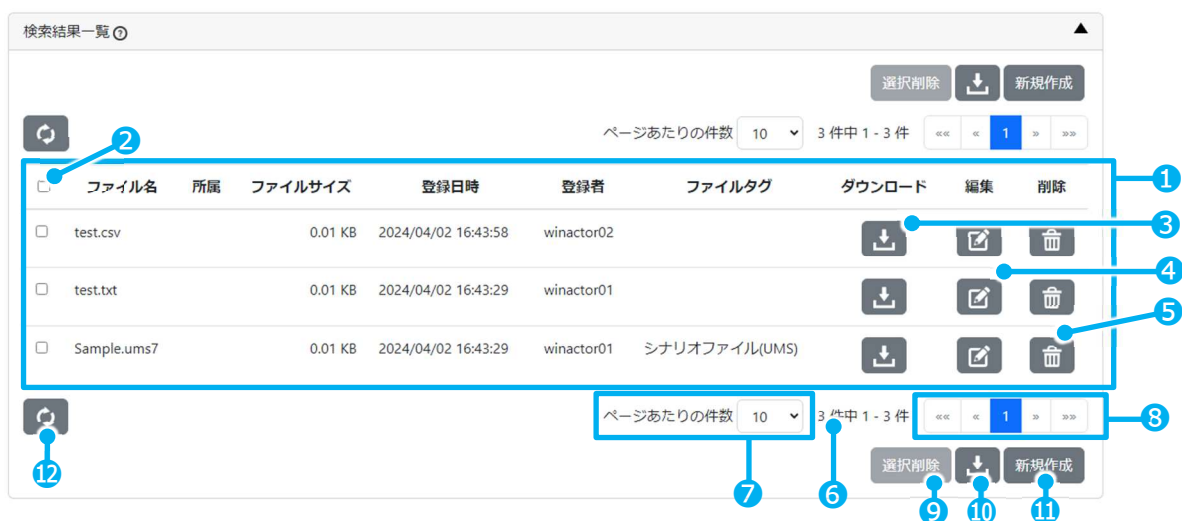 検索結果一覧 ?
選択削除 新規作成
ページあたりの件数 10 3 件中 1 - 3 件 «« « 1 » »»
2
ファイル名 所属 ファイルサイズ 登録日時 登録者 ファイルタグ ダウンロード 編集 削除 1
test.csv 0.01 KB 2024/04/02 16:43:58 winactor02 3
4
test.txt 0.01 KB 2024/04/02 16:43:29 winactor01
5
Sample.ums7 0.01 KB 2024/04/02 16:43:29 winactor01 シナリオファイル(UMS)
ページあたりの件数 10 3 件中 1 - 3 件 «« « 1 » »» 8
選択削除 新規作成
12 7 6 9 10 11